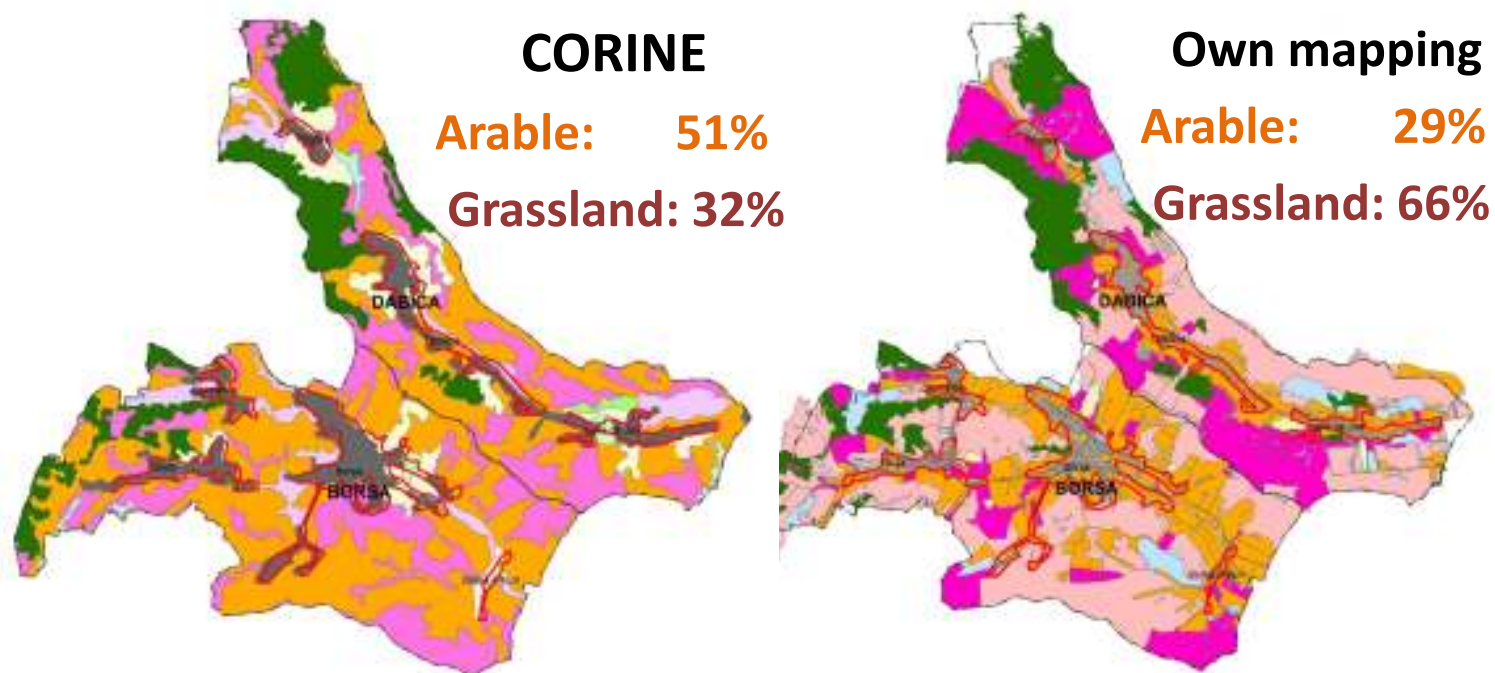 CORINE
Arable: 51%
Grassland: 32%
DABICA
BORSA
Own mapping
Arable: 29%
Grassland: 66%
DABICA
BORSA